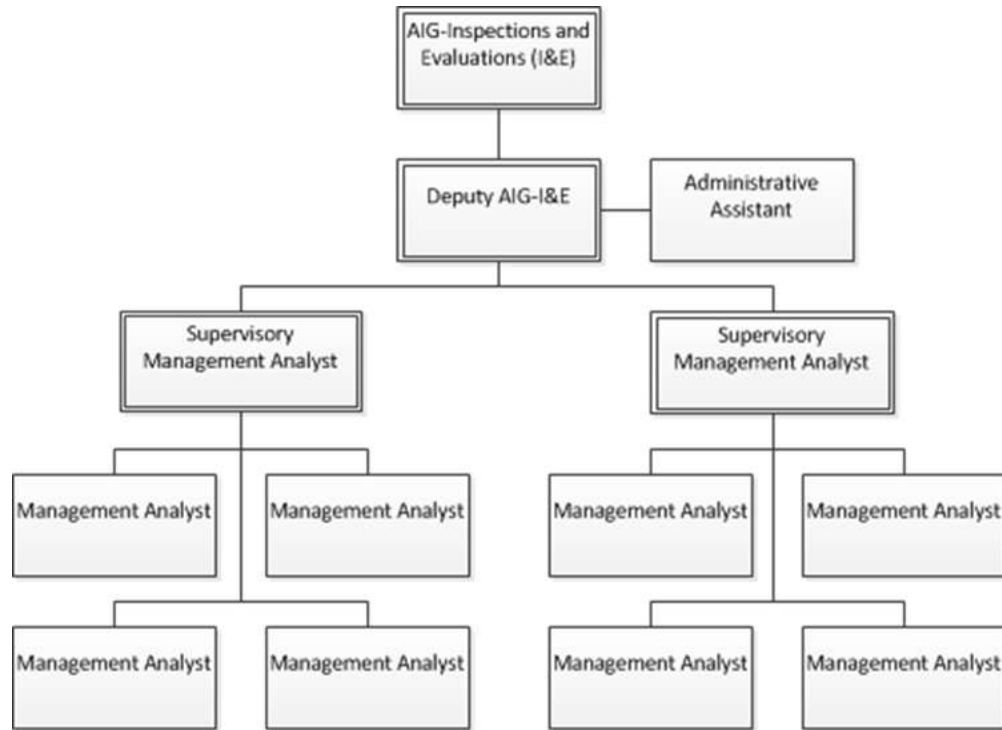 AIG-Inspections and
Evaluations (I&E)
Deputy AIG-I&E
Administrative
Assistant
Supervisory
Management Analyst
Supervisory
Management Analyst
Management Analyst
Management Analyst
Management Analyst
Management Analyst
Management Analyst
Management Analyst
Management Analyst
Management Analyst